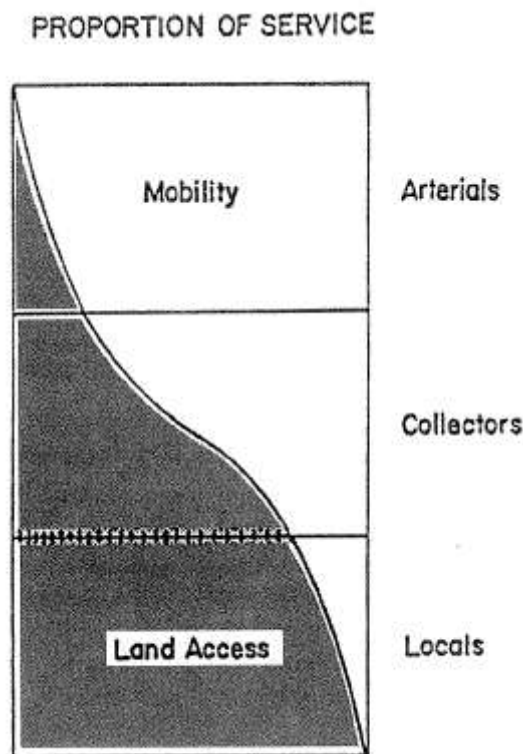 PROPORTION OF SERVICE
Mobility
Arterials
Collectors
Land Access
Locals